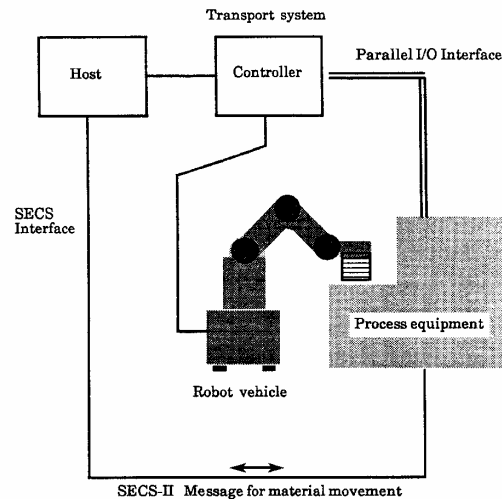 Transport system
Host
Controller
Parallel I/O Interface
SECS
Interface
Process equipment
Robot vehicle
SECS-II Message for material movement